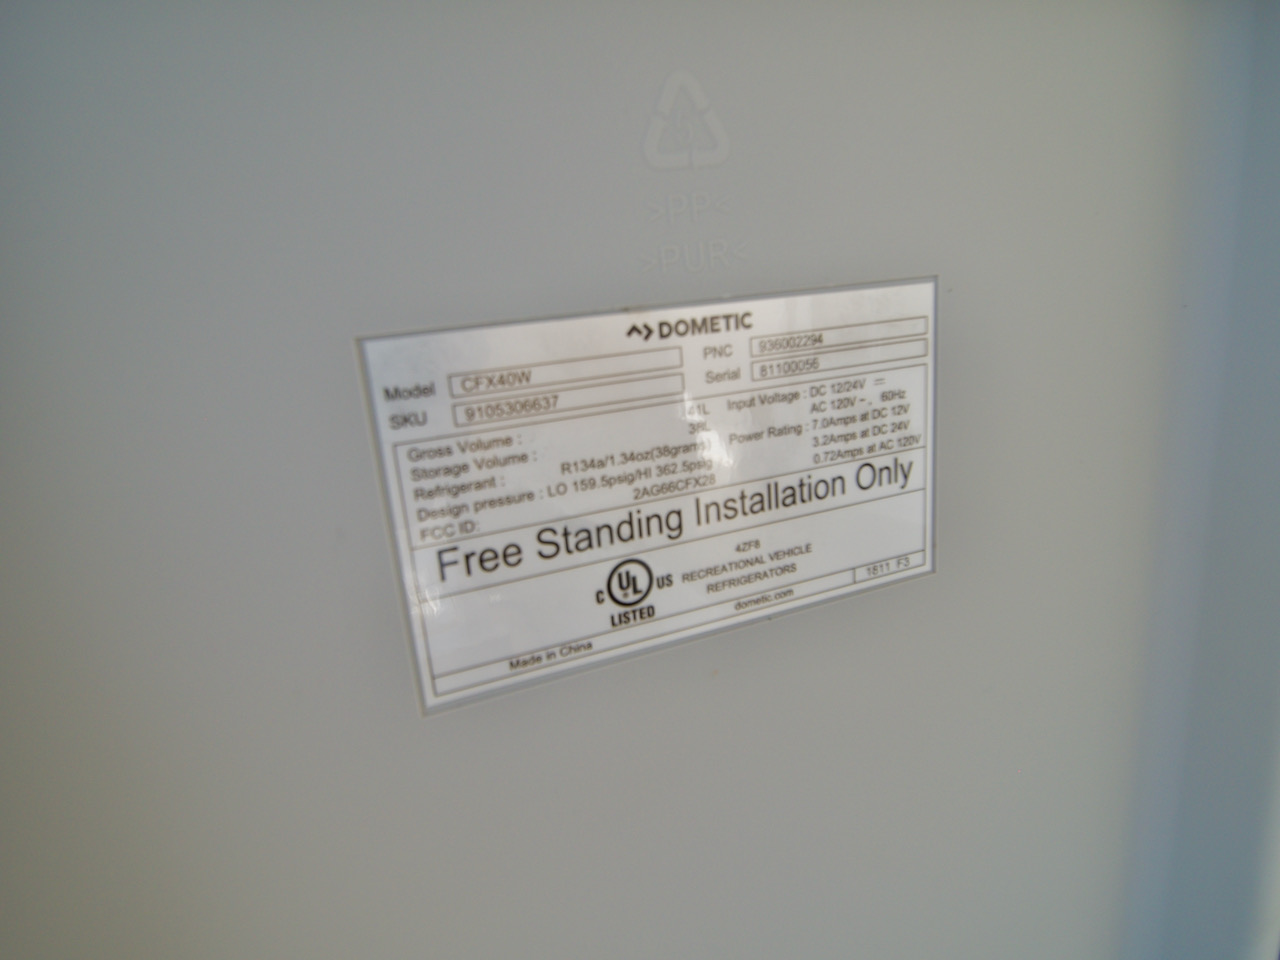 >PP<
>PUR<
DOMETIC
Model CFX40W PNC 936002294
SKU 9105306637 Serial 81100056
Gross Volume : 41L Input Voltage : DC 12/24V
Storage Volume : 38L AC 120V ~, 60Hz
Refrigerant : R134a/1.34oz(38grams) Power Rating : 7.0Amps at DC 12V
Design pressure : LO 159.5psig/HI 362.5psig 3.2Amps at DC 24V
FCC ID: 2AG66CFX28 0.72Amps at AC 120V
Free Standing Installation Only
C UL US LISTED
4ZF8
RECREATIONAL VEHICLE
REFRIGERATORS
Made in China dometic.com 1811 F3